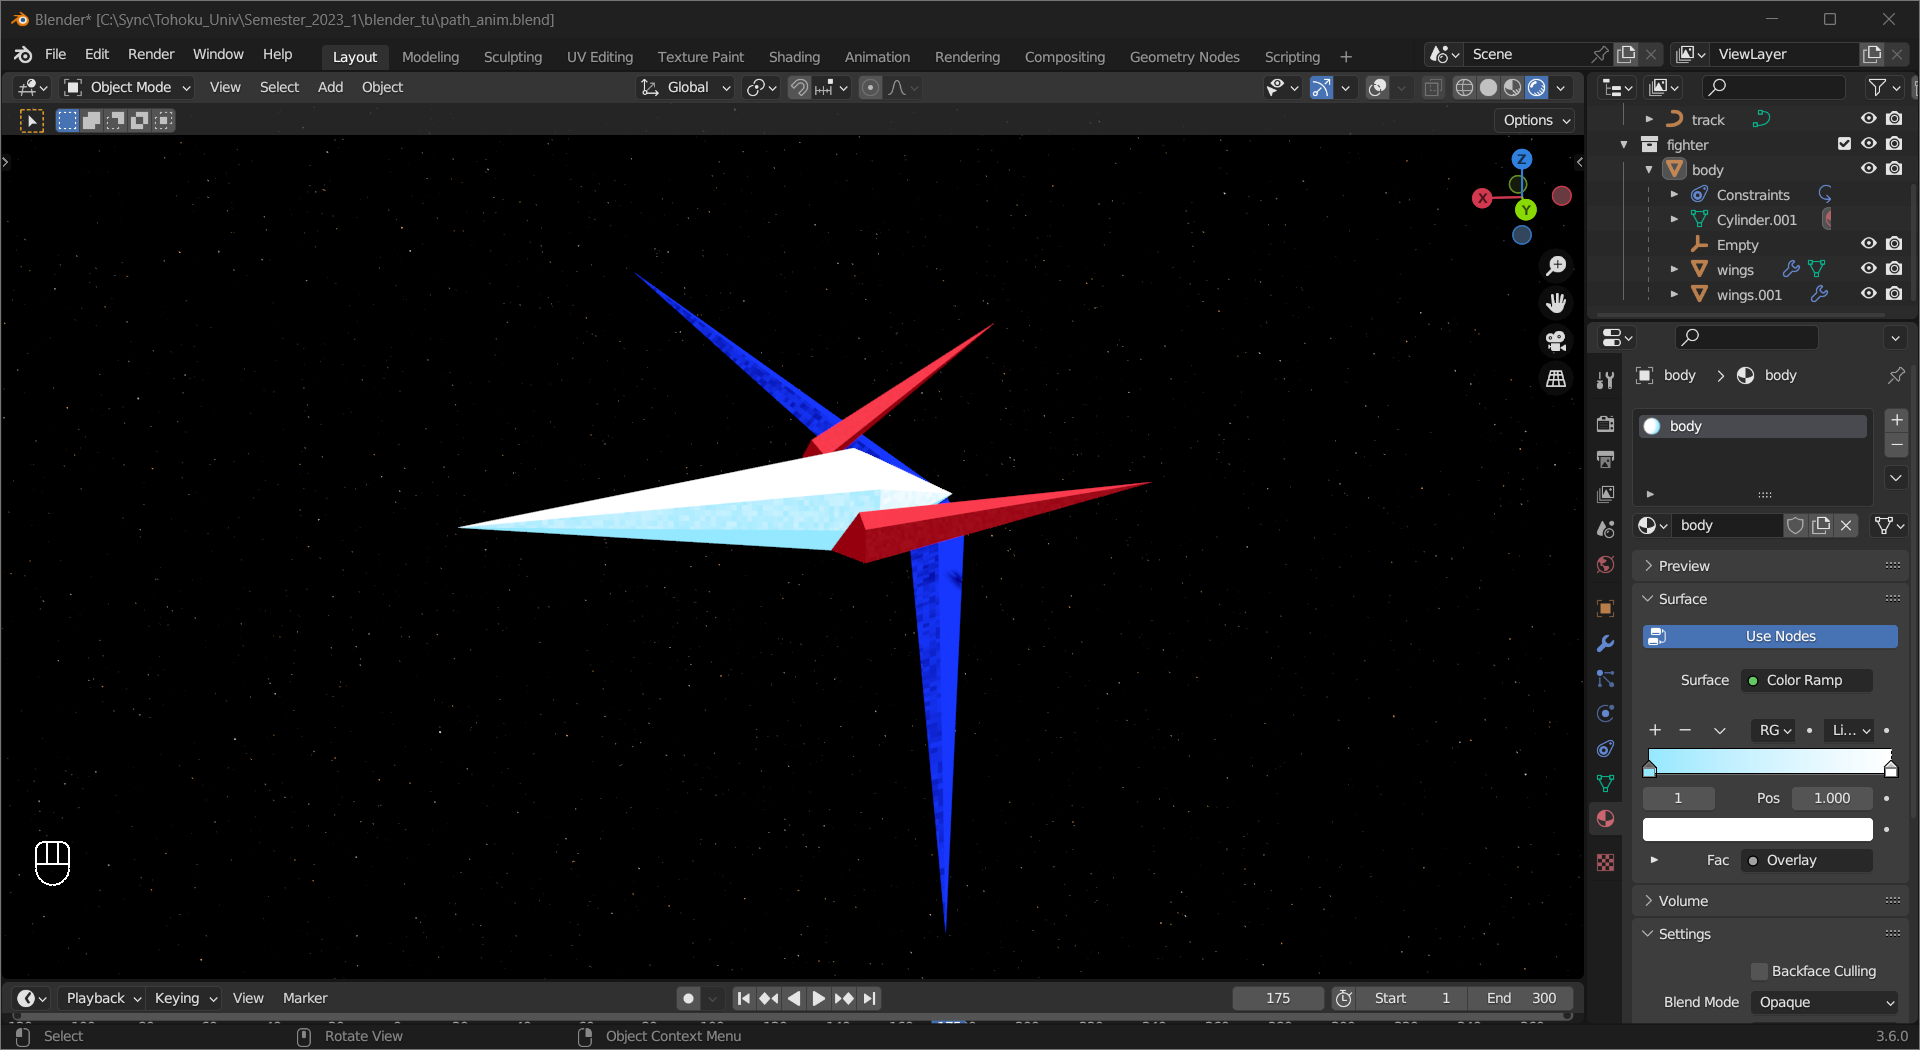 Blender* [C:\Sync\Tohoku_Univ\Semester_2023_1\blender_tu\path_anim.blend]
File Edit Render Window Help Layout Modeling Sculpting UV Editing Texture Paint Shading Animation Rendering Compositing Geometry Nodes Scripting + Scene ViewLayer
Object Mode View Select Add Object Global
Options
track
fighter
body
Constraints
Cylinder.001
Empty
wings
wings.001
Z
X
Y
body > body
body
body
Preview
Surface
Use Nodes
Surface Color Ramp
RG Li...
1 Pos 1.000
Fac Overlay
Volume
Settings
Backface Culling
Blend Mode Opaque
Playback Keying View Marker 175 Start 1 End 300
Select Rotate View Object Context Menu 3.6.0